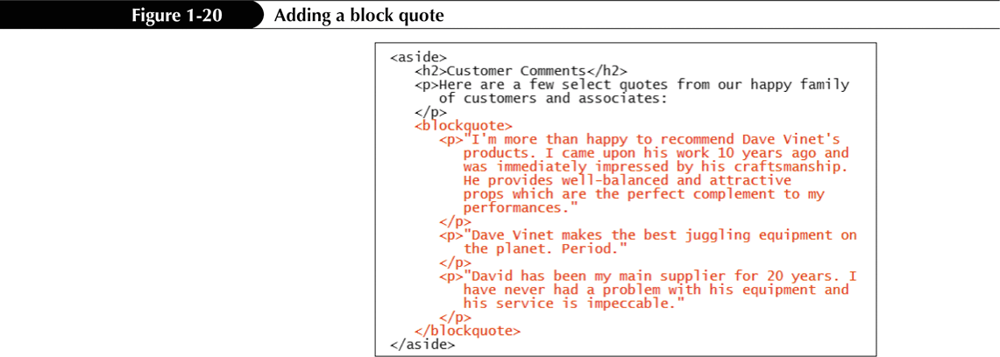 Figure 1-20 Adding a block quote
<aside>
<h2>Customer Comments</h2>
<p>Here are a few select quotes from our happy family
of customers and associates:
</p>
<blockquote>
<p>"I'm more than happy to recommend Dave Vinet's
products. I came upon his work 10 years ago and
was immediately impressed by his craftsmanship.
He provides well-balanced and attractive
props which are the perfect complement to my
performances."
</p>
<p>"Dave Vinet makes the best juggling equipment on
the planet. Period."
</p>
<p>"David has been my main supplier for 20 years. I
have never had a problem with his equipment and
his service is impeccable."
</p>
</blockquote>
</aside>